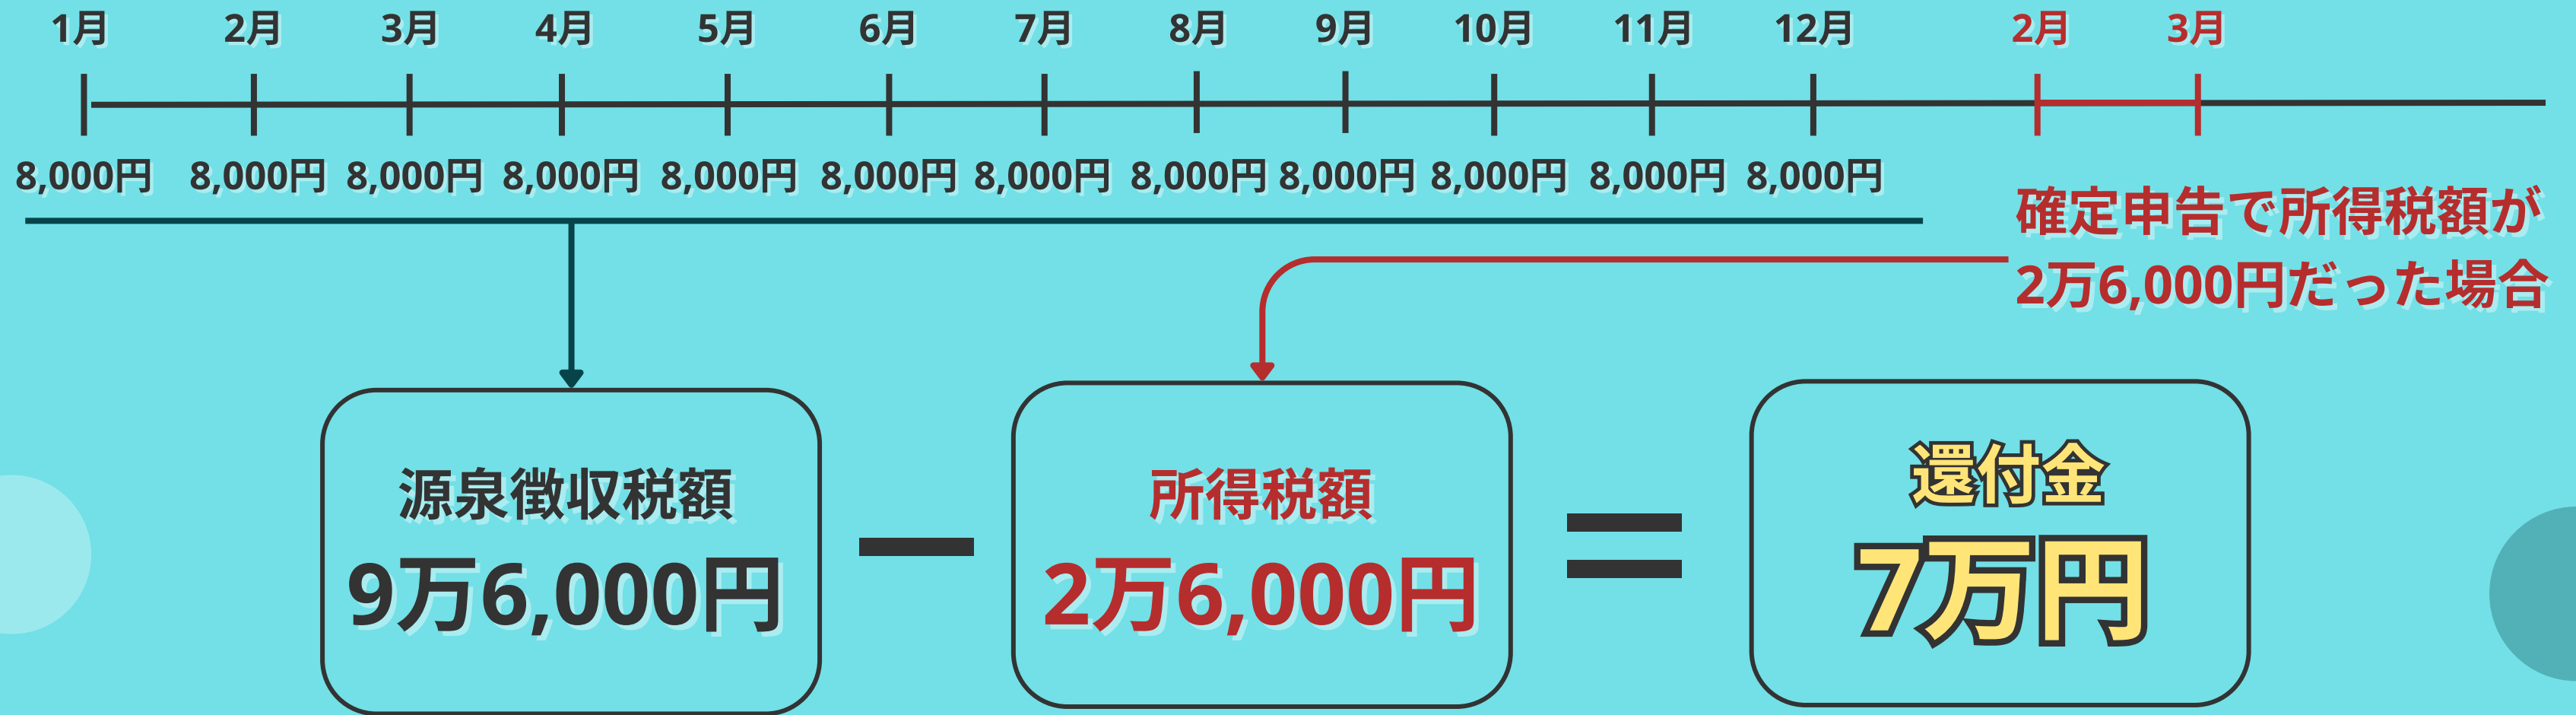 1月 2月 3月 4月 5月 6月 7月 8月 9月 10月 11月 12月 2月 3月
8,000円 8,000円 8,000円 8,000円 8,000円 8,000円 8,000円 8,000円 8,000円 8,000円 8,000円 8,000円
確定申告で所得税額が
2万6,000円だった場合
源泉徴収税額
9万6,000円
所得税額
2万6,000円
還付金
7万円